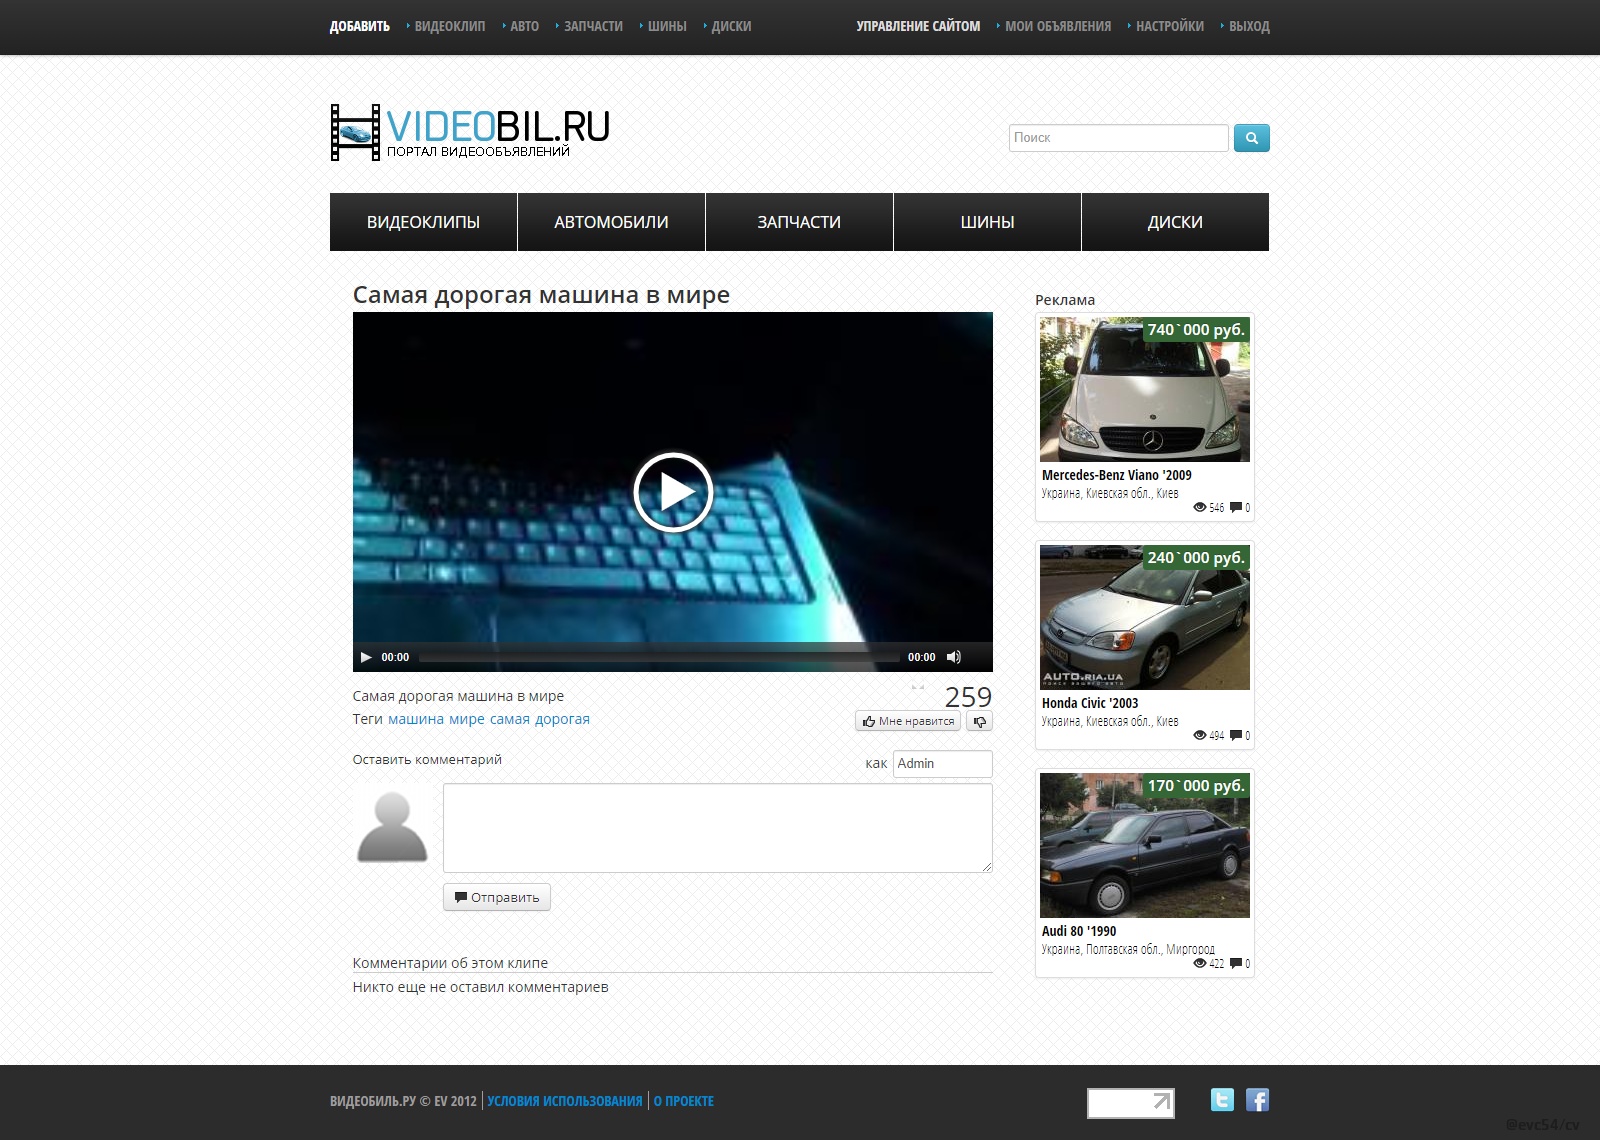 ДОБАВИТЬ ВИДЕОКЛИП АВТО ЗАПЧАСТИ ШИНЫ ДИСКИ УПРАВЛЕНИЕ САЙТОМ МОИ ОБЪЯВЛЕНИЯ НАСТРОЙКИ ВЫХОД
VIDEOBIL.RU
ПОРТАЛ ВИДЕООБЪЯВЛЕНИЙ
Поиск
ВИДЕОКЛИПЫ АВТОМОБИЛИ ЗАПЧАСТИ ШИНЫ ДИСКИ
Самая дорогая машина в мире
00:00 00:00
Самая дорогая машина в мире
259
Теги машина мире самая дорогая
Мне нравится
Оставить комментарий
как Admin
Отправить
Комментарии об этом клипе
Никто еще не оставил комментариев
Реклама
740`000 руб.
Mercedes-Benz Viano '2009
Украина, Киевская обл., Киев
546 0
240`000 руб.
AUTO.RIA.UA
Honda Civic '2003
Украина, Киевская обл., Киев
494 0
170`000 руб.
Audi 80 '1990
Украина, Полтавская обл., Миргород
422 0
ВИДЕОБИЛЬ.РУ © EV 2012 УСЛОВИЯ ИСПОЛЬЗОВАНИЯ О ПРОЕКТЕ
@evc54/cv